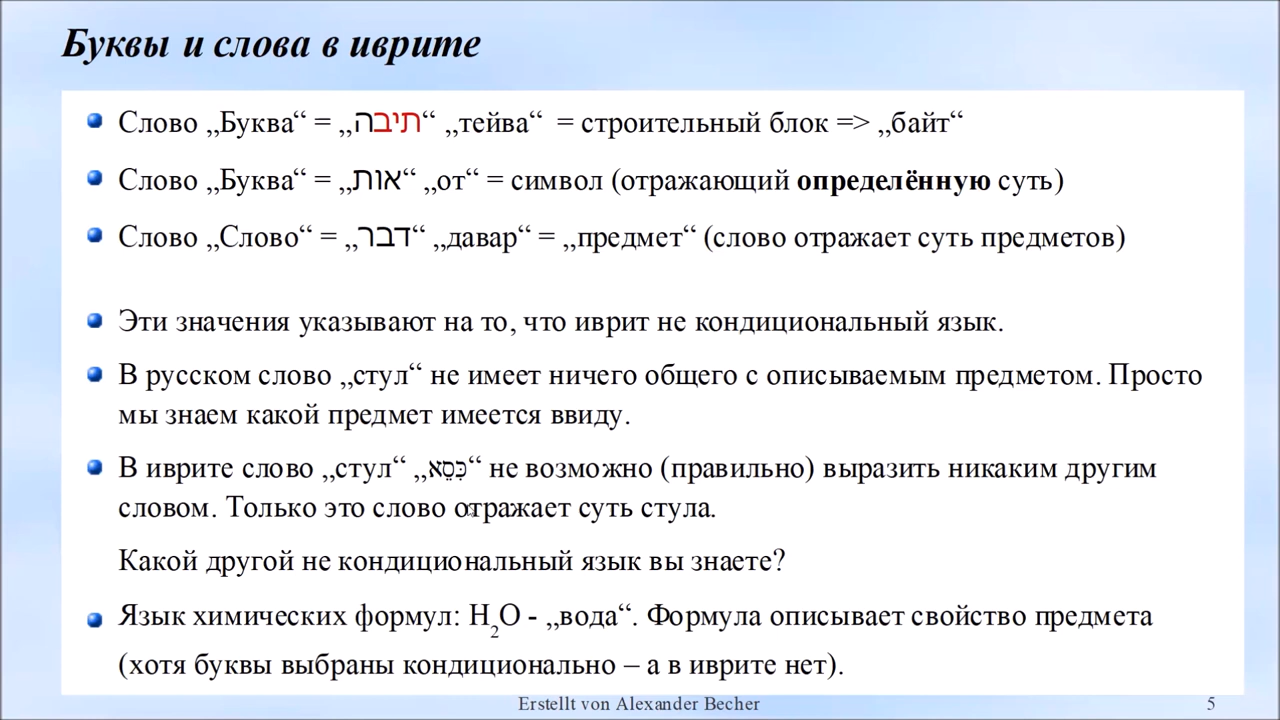 Буквы и слова в иврите
Слово „Буква“ = „תיבה“ „тейва“ = строительный блок => „байт“
Слово „Буква“ = „אות“ „от“ = символ (отражающий определённую суть)
Слово „Слово“ = „דבר“ „давар“ = „предмет“ (слово отражает суть предметов)
Эти значения указывают на то, что иврит не кондициональный язык.
В русском слово „стул“ не имеет ничего общего с описываемым предметом. Просто
мы знаем какой предмет имеется ввиду.
В иврите слово „стул“ „כִּסֵּא“ не возможно (правильно) выразить никаким другим
словом. Только это слово отражает суть стула.
Какой другой не кондициональный язык вы знаете?
Язык химических формул: H₂O - „вода“. Формула описывает свойство предмета
(хотя буквы выбраны кондиционально – а в иврите нет).
Erstellt von Alexander Becher
5